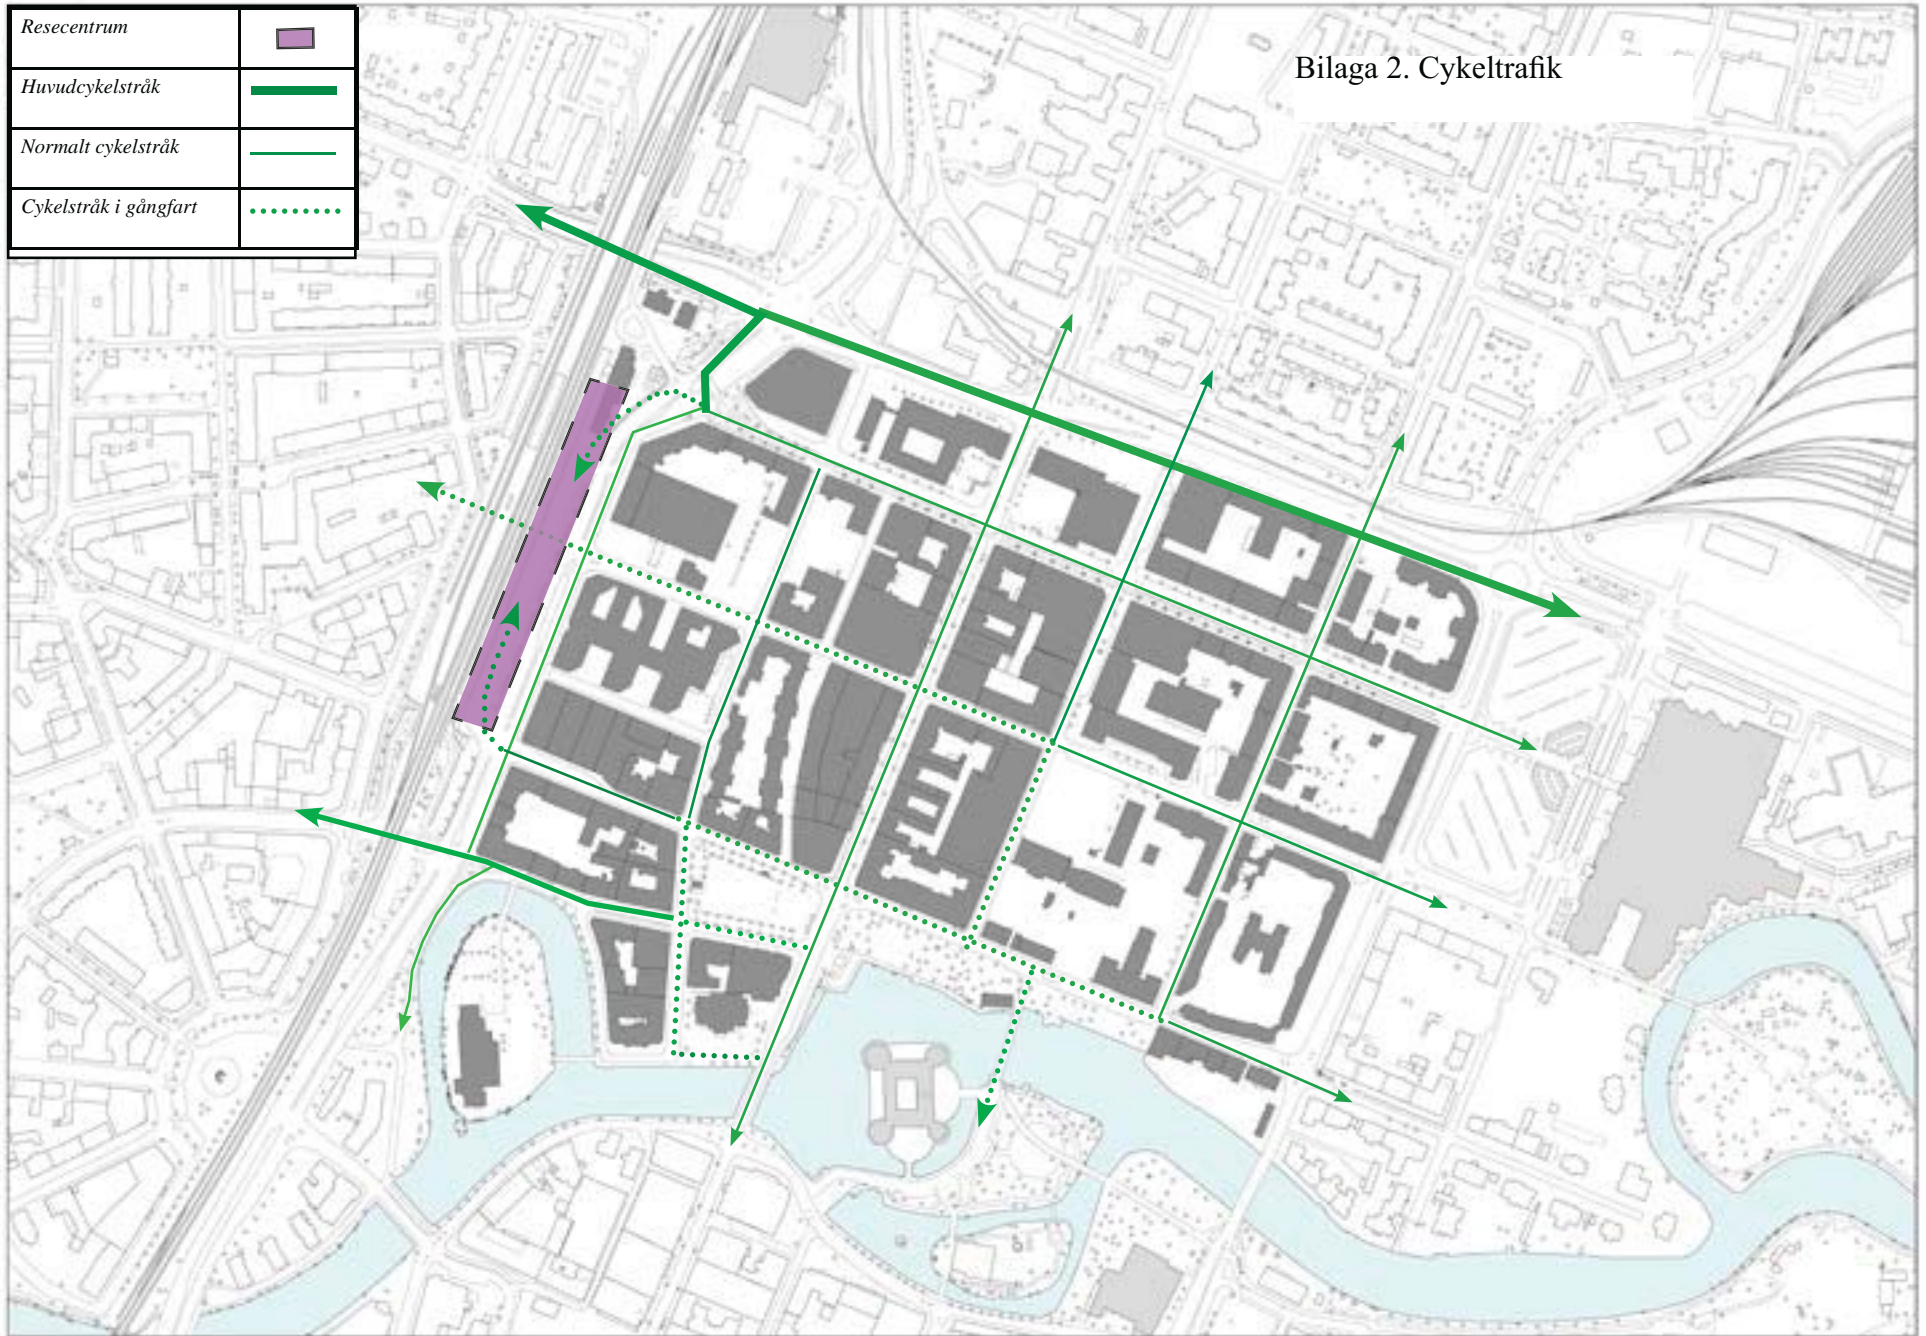 Resecentrum
Huvudcykelstråk
Normalt cykelstråk
Cykelstråk i gångfart
Bilaga 2. Cykeltrafik